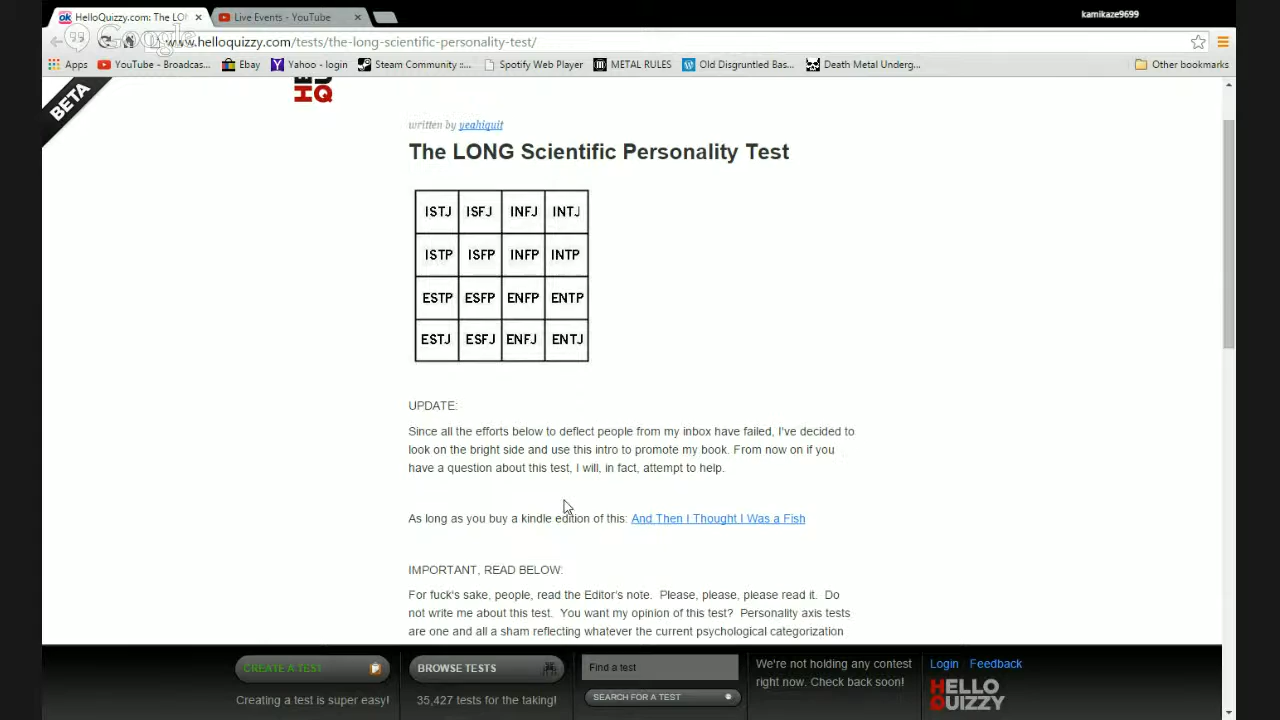 HelloQuizzy.com: The LON
Live Events - YouTube
kamikaze9699
Google
www.helloquizzy.com/tests/the-long-scientific-personality-test/
Apps
YouTube - Broadcas...
Ebay
Yahoo - login
Steam Community ::...
Spotify Web Player
METAL RULES
Old Disgruntled Bas...
Death Metal Underg...
Other bookmarks
BETA
HQ
written by yeahiquit
The LONG Scientific Personality Test
ISTJ ISFJ INFJ INTJ
ISTP ISFP INFP INTP
ESTP ESFP ENFP ENTP
ESTJ ESFJ ENFJ ENTJ
UPDATE:
Since all the efforts below to deflect people from my inbox have failed, I've decided to
look on the bright side and use this intro to promote my book. From now on if you
have a question about this test, I will, in fact, attempt to help.
As long as you buy a kindle edition of this: And Then I Thought I Was a Fish
IMPORTANT, READ BELOW:
For fuck's sake, people, read the Editor's note. Please, please, please read it. Do
not write me about this test. You want my opinion of this test? Personality axis tests
are one and all a sham reflecting whatever the current psychological categorization
CREATE A TEST
Creating a test is super easy!
BROWSE TESTS
35,427 tests for the taking!
Find a test
SEARCH FOR A TEST
We're not holding any contest
right now. Check back soon!
Login Feedback
HELLO
QUIZZY